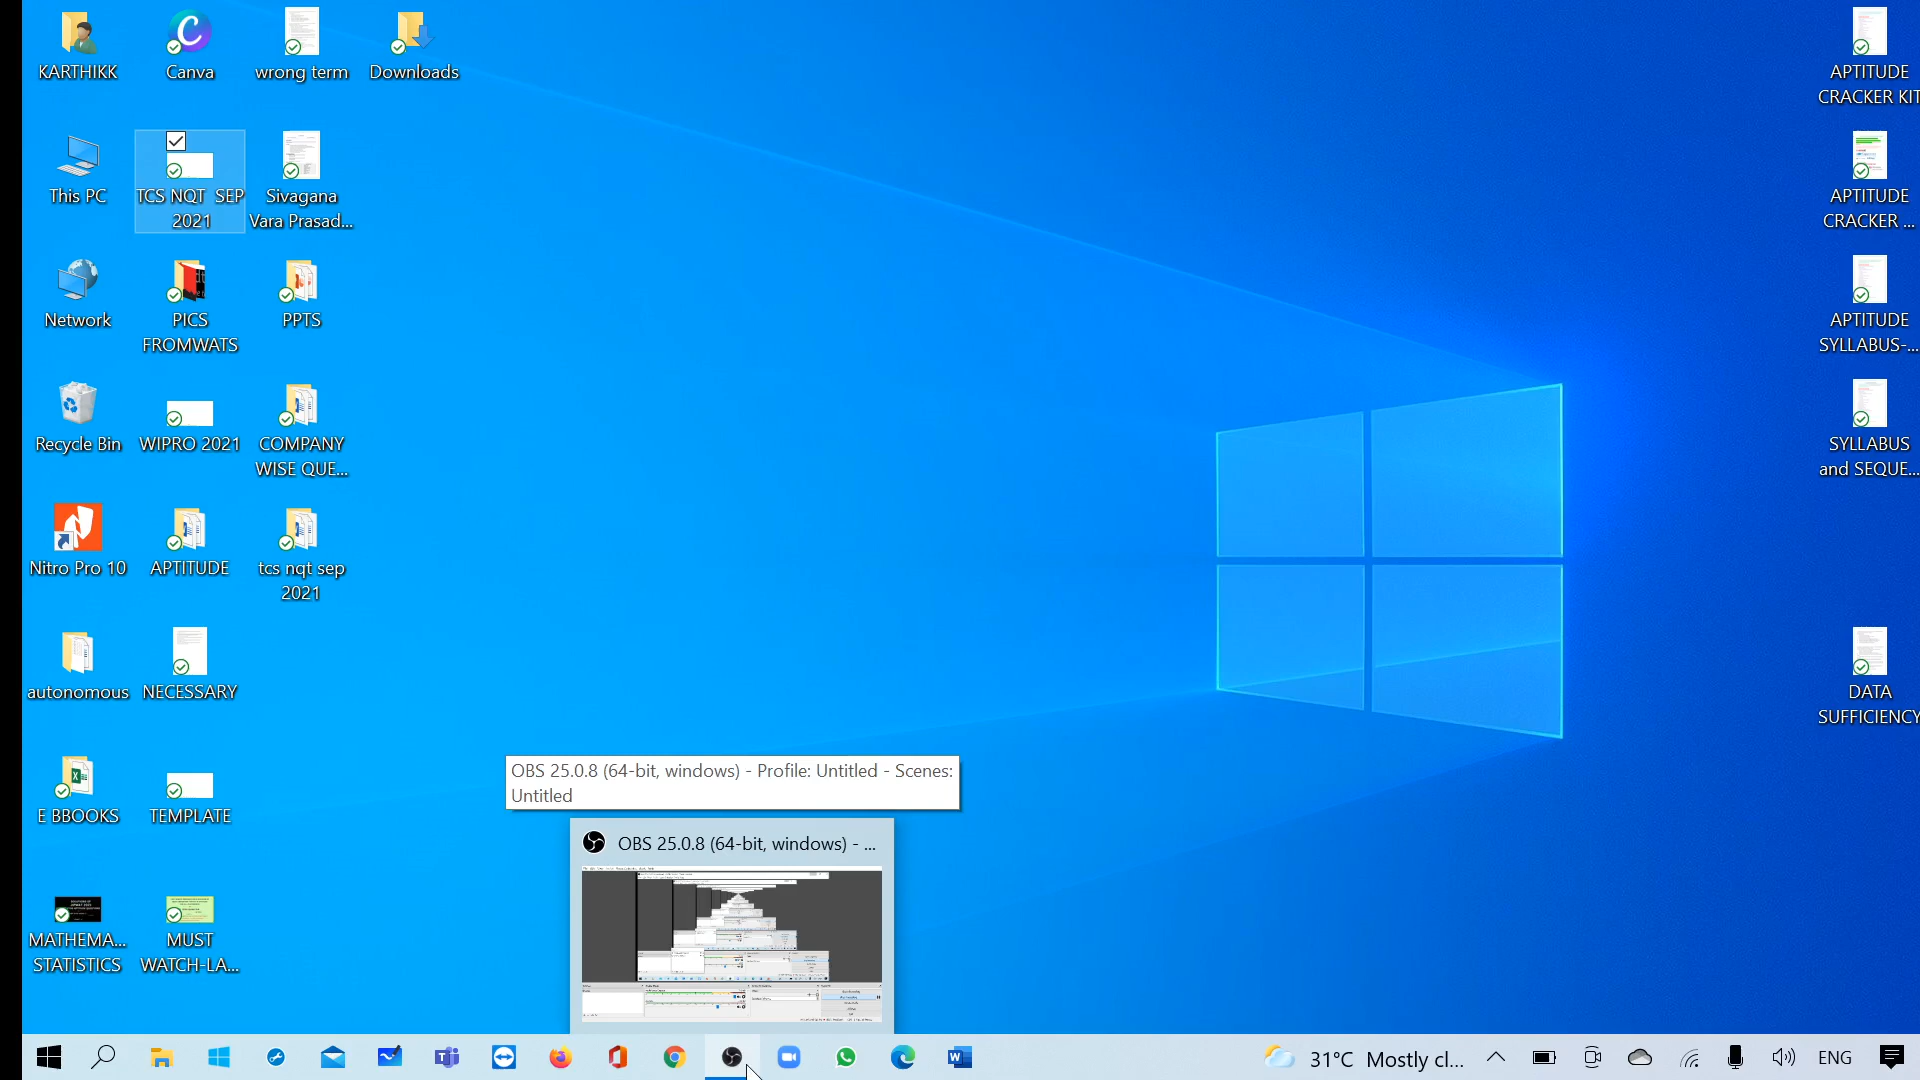 KARTHIKK
Canva
wrong term
Downloads
APTITUDE
CRACKER KIT
This PC
TCS NQT SEP
2021
Sivagana
Vara Prasad...
APTITUDE
CRACKER ...
Network
PICS
FROMWATS
PPTS
APTITUDE
SYLLABUS-...
Recycle Bin
WIPRO 2021
COMPANY
WISE QUE...
SYLLABUS
and SEQUE...
Nitro Pro 10
APTITUDE
tcs nqt sep
2021
autonomous
NECESSARY
DATA
SUFFICIENCY
E BBOOKS
TEMPLATE
OBS 25.0.8 (64-bit, windows) - Profile: Untitled - Scenes:
Untitled
OBS 25.0.8 (64-bit, windows) - ...
MATHEMA...
STATISTICS
MUST
WATCH-LA...
31°C Mostly cl...
ENG